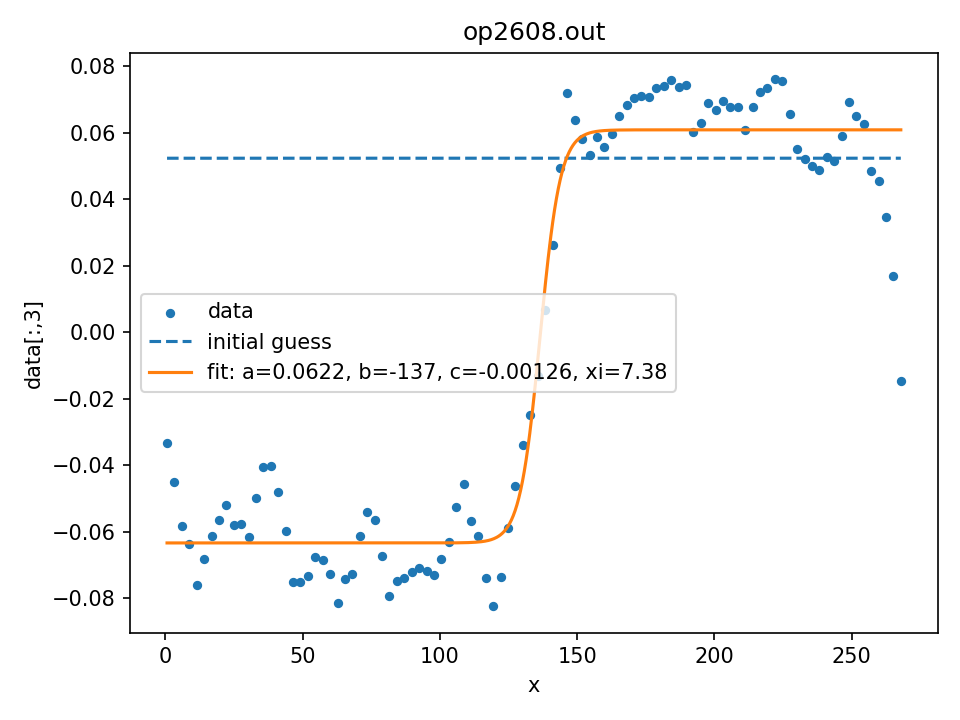 op2608.out
0.08
0.06
0.04
0.02
0.00
−0.02
−0.04
−0.06
−0.08
data[:,3]
data
initial guess
fit: a=0.0622, b=-137, c=-0.00126, xi=7.38
0 50 100 150 200 250
x